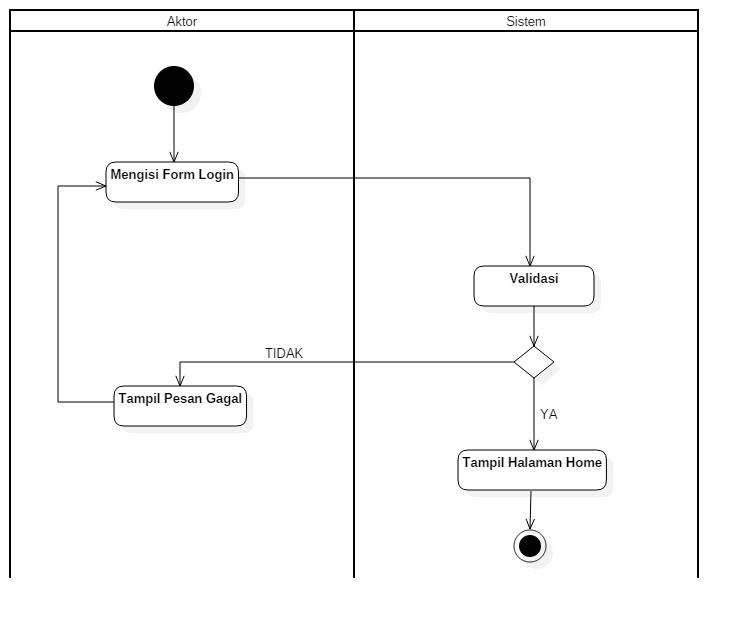 Aktor
Sistem
Mengisi Form Login
Validasi
TIDAK
Tampil Pesan Gagal
YA
Tampil Halaman Home